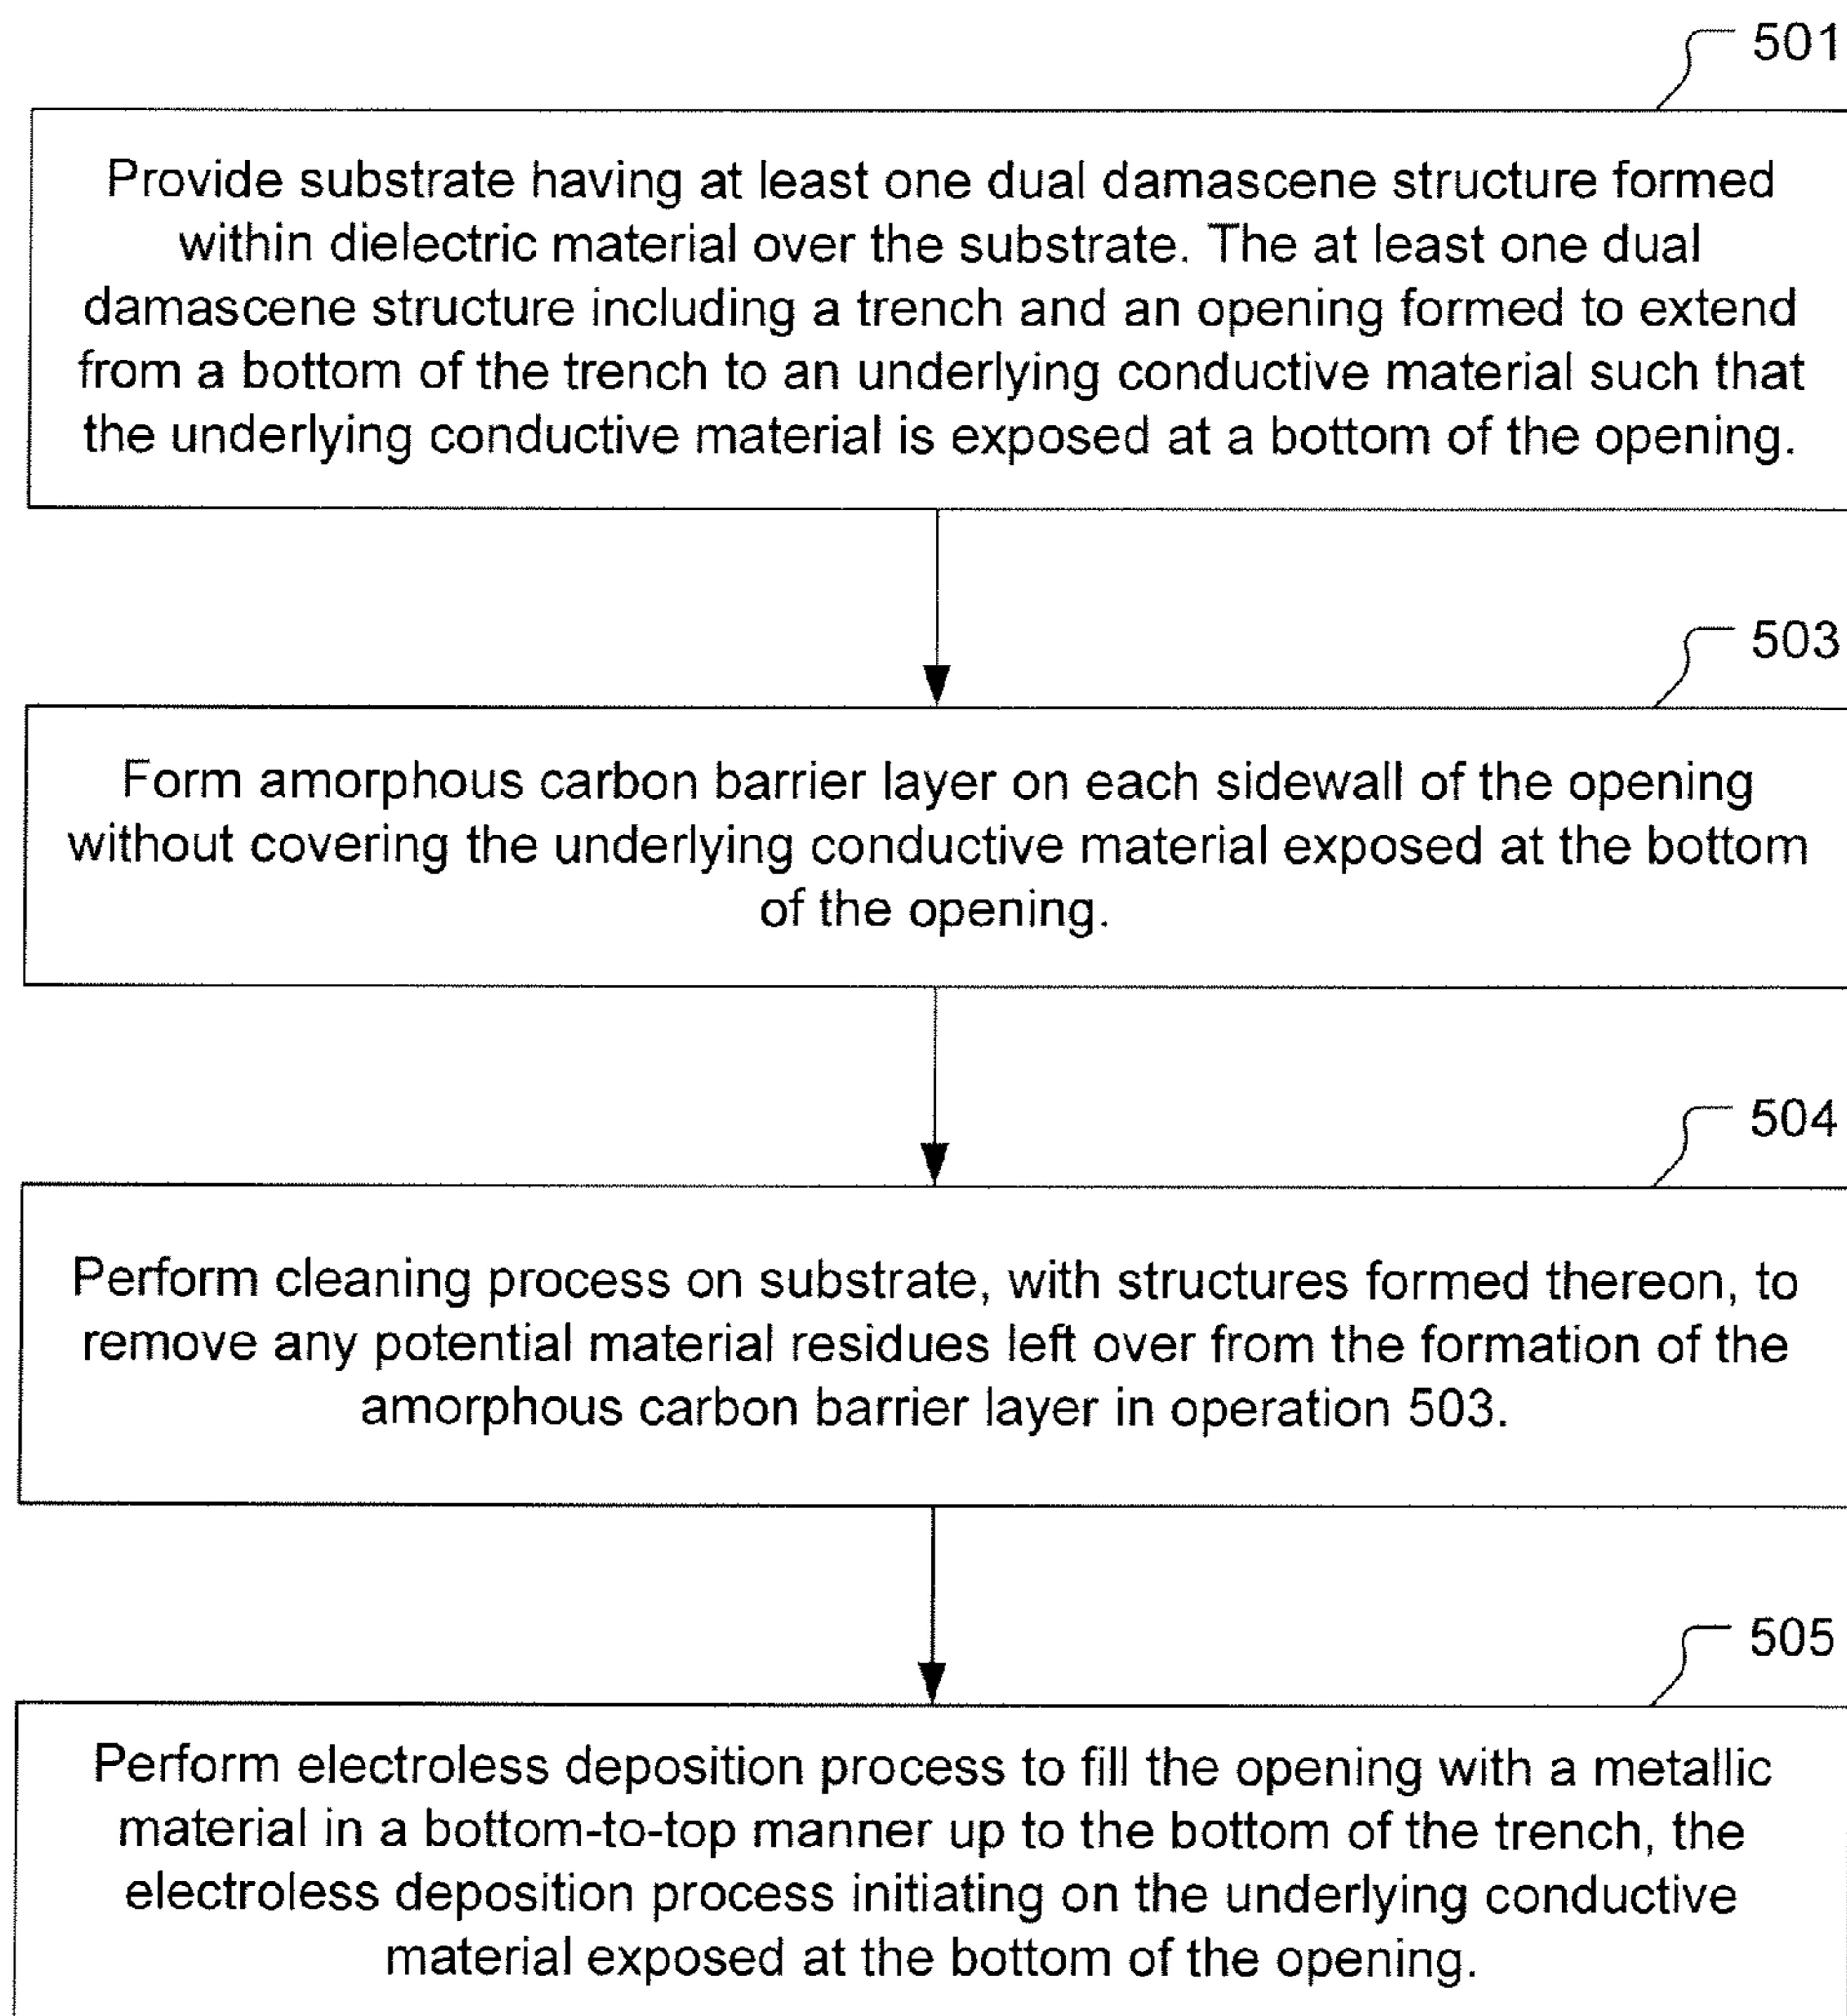 501
Provide substrate having at least one dual damascene structure formed
within dielectric material over the substrate. The at least one dual
damascene structure including a trench and an opening formed to extend
from a bottom of the trench to an underlying conductive material such that
the underlying conductive material is exposed at a bottom of the opening.
503
Form amorphous carbon barrier layer on each sidewall of the opening
without covering the underlying conductive material exposed at the bottom
of the opening.
504
Perform cleaning process on substrate, with structures formed thereon, to
remove any potential material residues left over from the formation of the
amorphous carbon barrier layer in operation 503.
505
Perform electroless deposition process to fill the opening with a metallic
material in a bottom-to-top manner up to the bottom of the trench, the
electroless deposition process initiating on the underlying conductive
material exposed at the bottom of the opening.